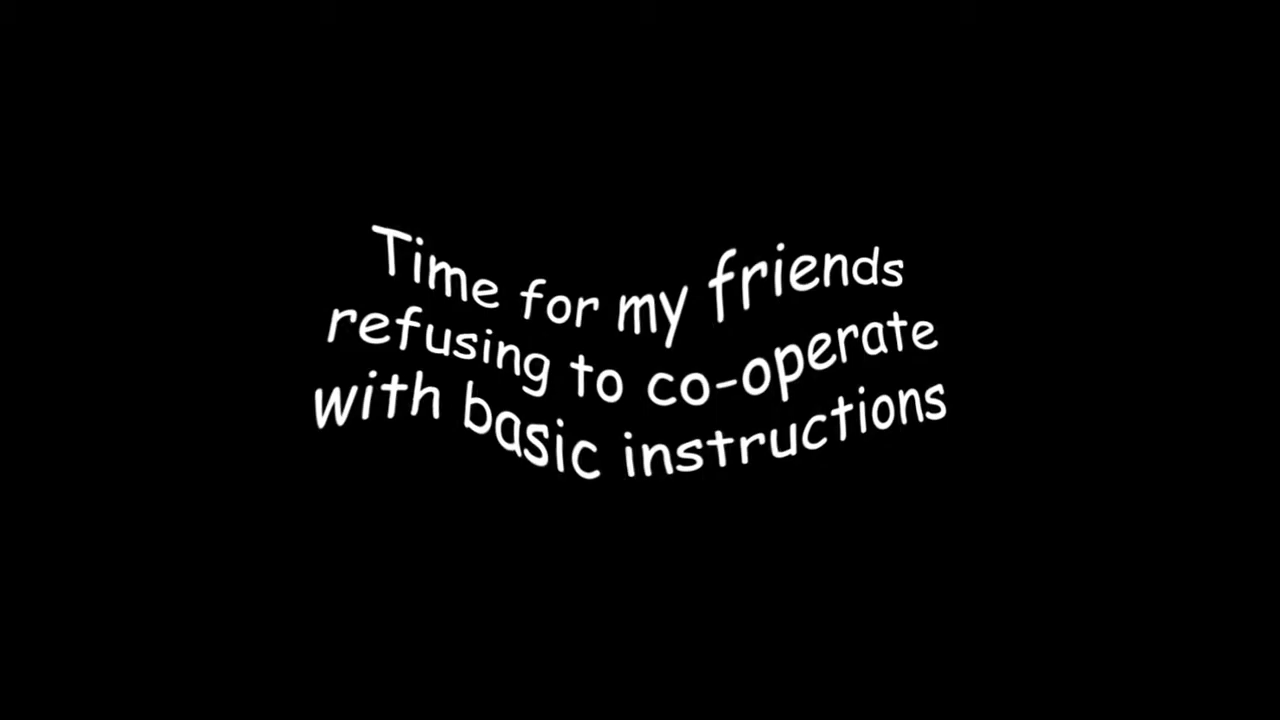 Time for my friends
refusing to co-operate
with basic instructions